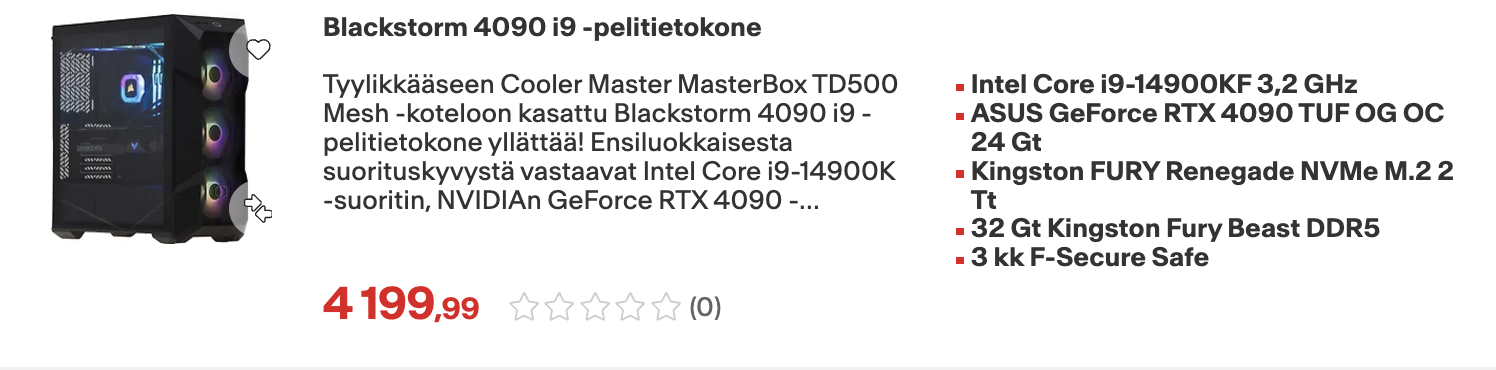 Blackstorm 4090 i9 -pelitietokone
Tyylikkääseen Cooler Master MasterBox TD500
Mesh -koteloon kasattu Blackstorm 4090 i9 -
pelitietokone yllättää! Ensiluokkaisesta
suorituskyvystä vastaavat Intel Core i9-14900K
-suoritin, NVIDIAn GeForce RTX 4090 -...
4 199,99
(0)
Intel Core i9-14900KF 3,2 GHz
ASUS GeForce RTX 4090 TUF OG OC
24 Gt
Kingston FURY Renegade NVMe M.2 2
Tt
32 Gt Kingston Fury Beast DDR5
3 kk F-Secure Safe